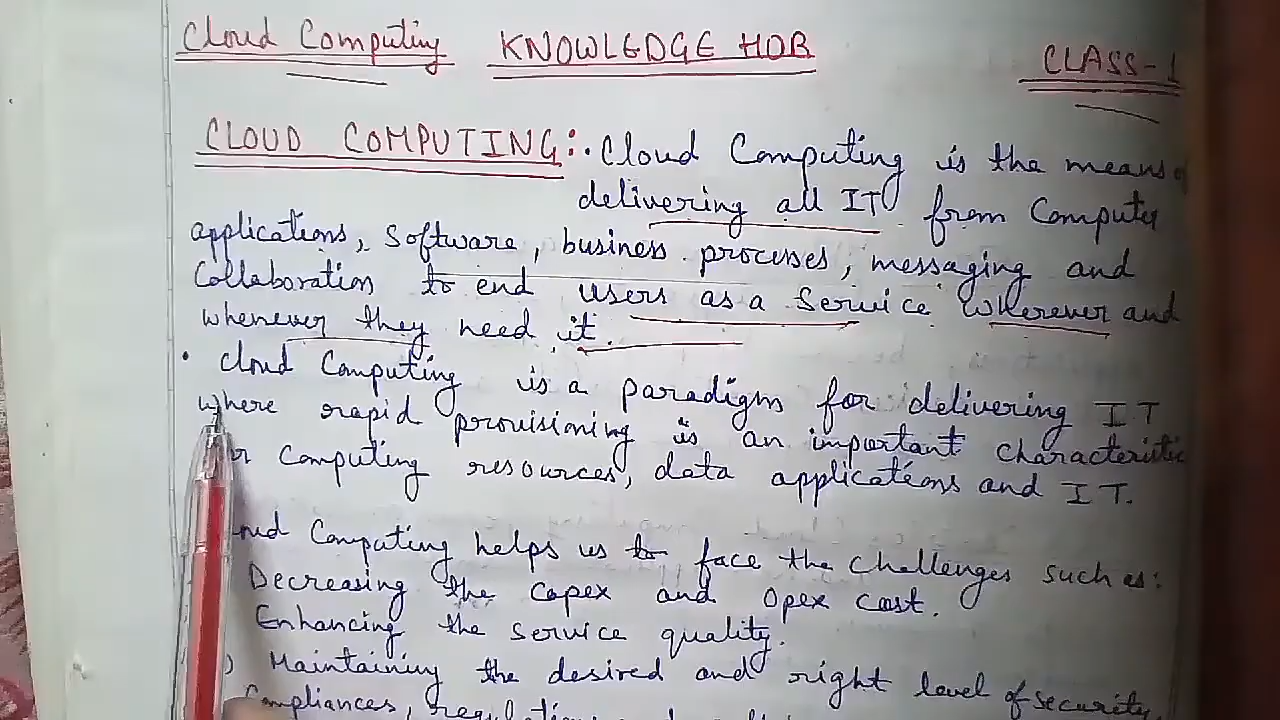 Cloud Computing KNOWLEDGE HUB CLASS-1
CLOUD COMPUTING:· Cloud Computing is the means of
delivering all IT from Computer
applications, software, business processes, messaging and
Collaboration to end users as a Service wherever and
whenever they need it.
• Cloud Computing is a paradigm for delivering IT
where rapid provisioning is an important characteristic
for computing resources, data applications and IT.
Cloud Computing helps us to face the challenges such as:
Decreasing the Capex and Opex cost.
Enhancing the service quality.
) Maintaining the desired and right level of security,
Compliances,